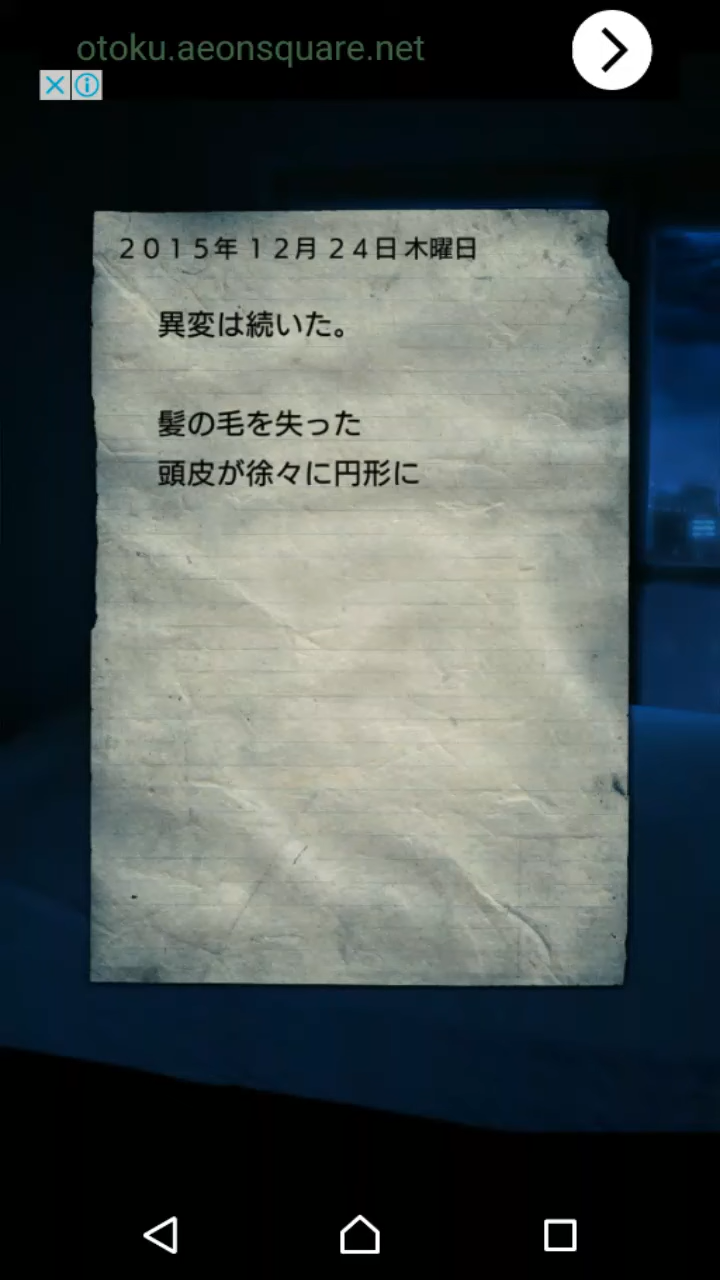 otoku.aeonsquare.net
２０１５年１２月２４日木曜日
異変は続いた。
髪の毛を失った
頭皮が徐々に円形に